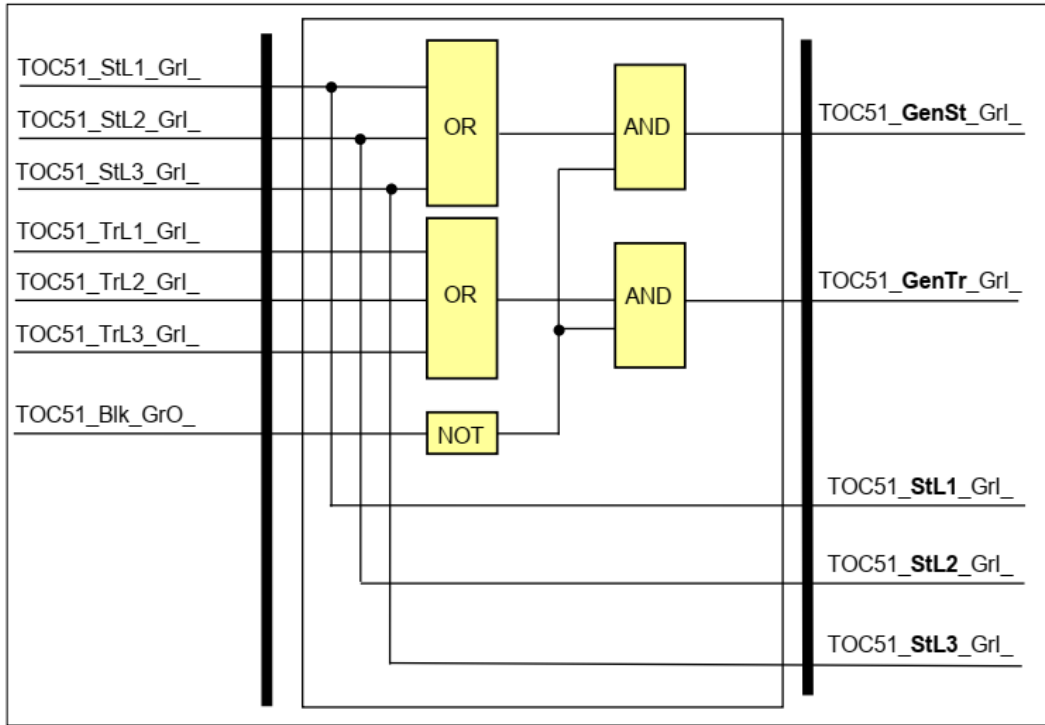 TOC51_StL1_GrI_
TOC51_StL2_GrI_
TOC51_StL3_GrI_
TOC51_TrL1_GrI_
TOC51_TrL2_GrI_
TOC51_TrL3_GrI_
TOC51_Blk_GrO_
OR
OR
NOT
AND
AND
TOC51_GenSt_GrI_
TOC51_GenTr_GrI_
TOC51_StL1_GrI_
TOC51_StL2_GrI_
TOC51_StL3_GrI_